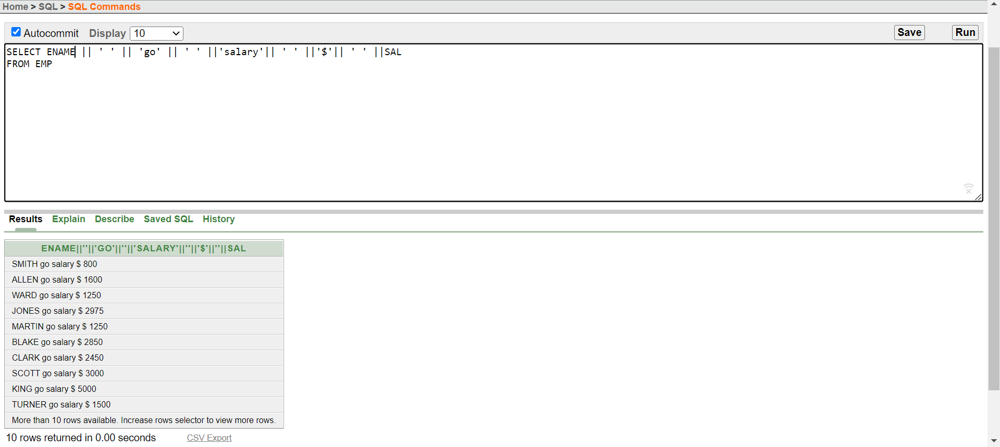 Home > SQL > SQL Commands
Autocommit Display 10 Save Run
SELECT ENAME || ' ' || 'go' || ' ' ||'salary'|| ' ' ||'$'|| ' ' ||SAL
FROM EMP
Results Explain Describe Saved SQL History
ENAME||''||'GO'||''||'SALARY'||''||'$'||''||SAL
SMITH go salary $ 800
ALLEN go salary $ 1600
WARD go salary $ 1250
JONES go salary $ 2975
MARTIN go salary $ 1250
BLAKE go salary $ 2850
CLARK go salary $ 2450
SCOTT go salary $ 3000
KING go salary $ 5000
TURNER go salary $ 1500
More than 10 rows available. Increase rows selector to view more rows.
10 rows returned in 0.00 seconds CSV Export